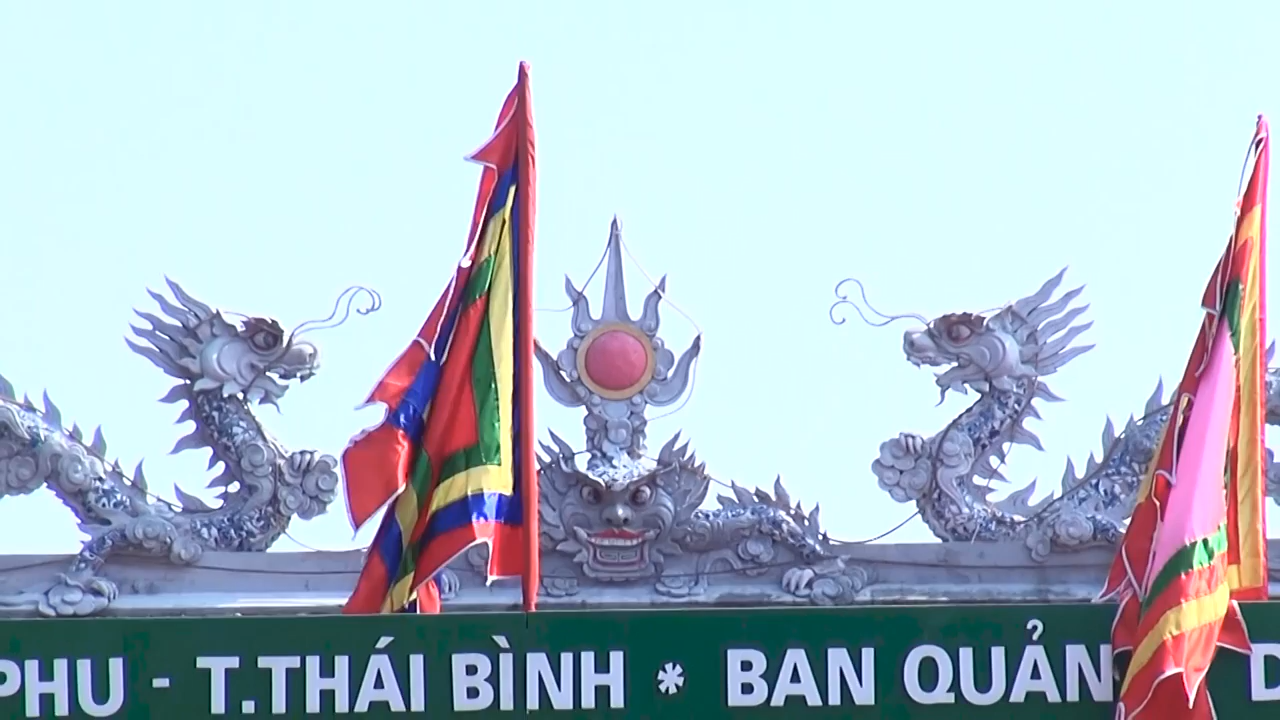 PHU - T.THÁI BÌNH * BAN QUẢN